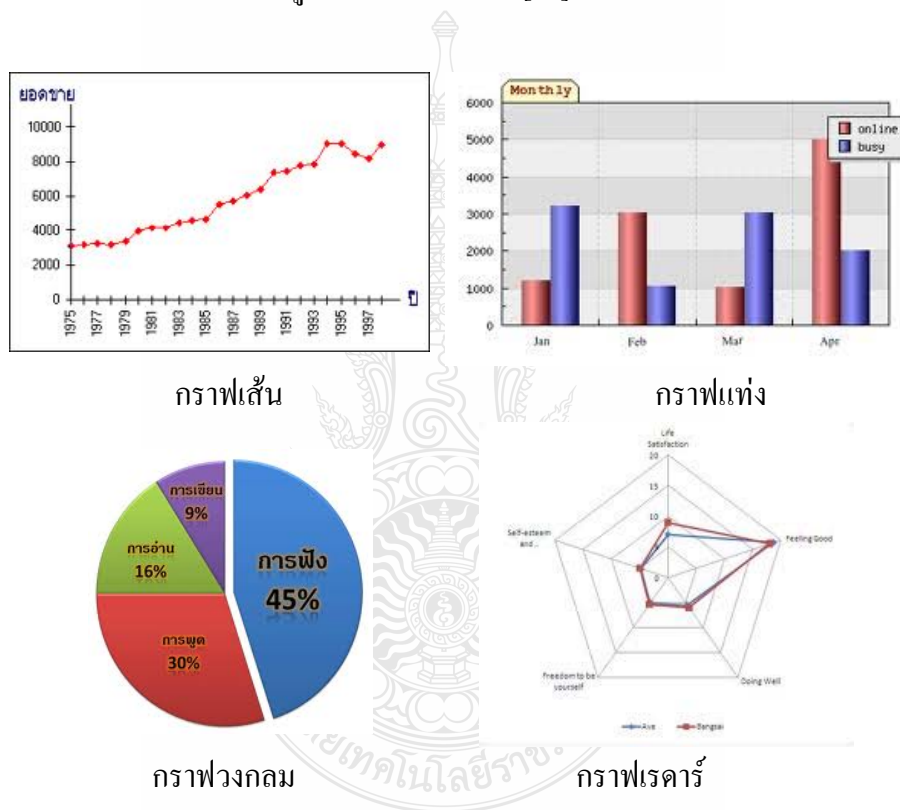 ยอดขาย
10000
8000
6000
4000
2000
0
1975
1977
1979
1981
1983
1985
1987
1989
1991
1993
1995
1997
ปี
Monthly
6000
5000
4000
3000
2000
1000
0
online
busy
Jan
Feb
Mar
Apr
กราฟเส้น
กราฟแท่ง
การเขียน
9%
การอ่าน
16%
การฟัง
45%
การพูด
30%
Life
Satisfaction
20
15
10
0
Self-esteem
and ..
Feeling Good
Freedom to be
yourself
Doing Well
Ave
Bangsai
กราฟวงกลม
กราฟเรดาร์